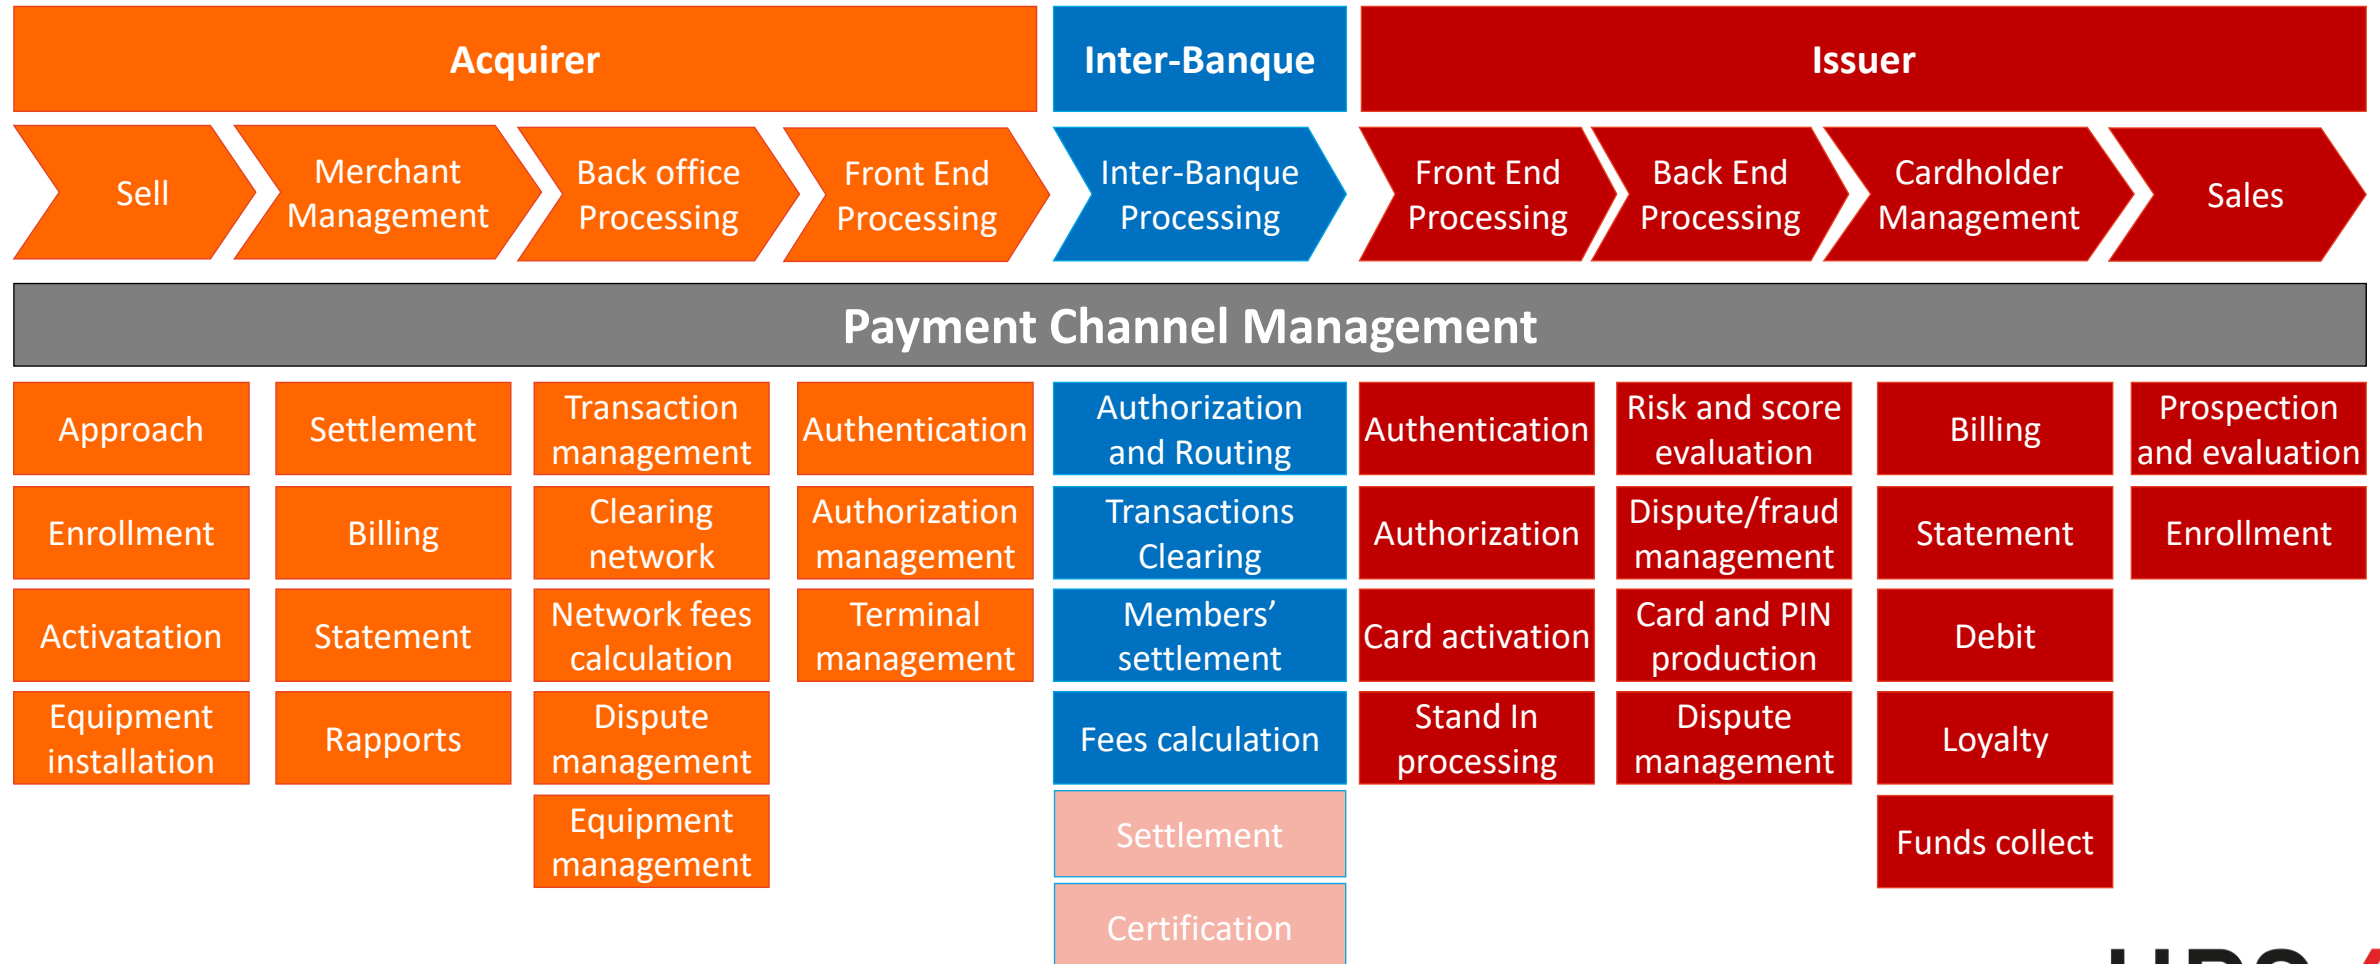 Acquirer
Inter-Banque
Issuer
Sell
Merchant
Management
Back office
Processing
Front End
Processing
Inter-Banque
Processing
Front End
Processing
Back End
Processing
Cardholder
Management
Sales
Payment Channel Management
Approach
Enrollment
Activatation
Equipment
installation
Settlement
Billing
Statement
Rapports
Transaction
management
Clearing
network
Network fees
calculation
Dispute
management
Equipment
management
Authentication
Authorization
management
Terminal
management
Authorization
and Routing
Transactions
Clearing
Members’
settlement
Fees calculation
Settlement
Certification
Authentication
Authorization
Card activation
Stand In
processing
Risk and score
evaluation
Dispute/fraud
management
Card and PIN
production
Dispute
management
Billing
Statement
Debit
Loyalty
Funds collect
Prospection
and evaluation
Enrollment